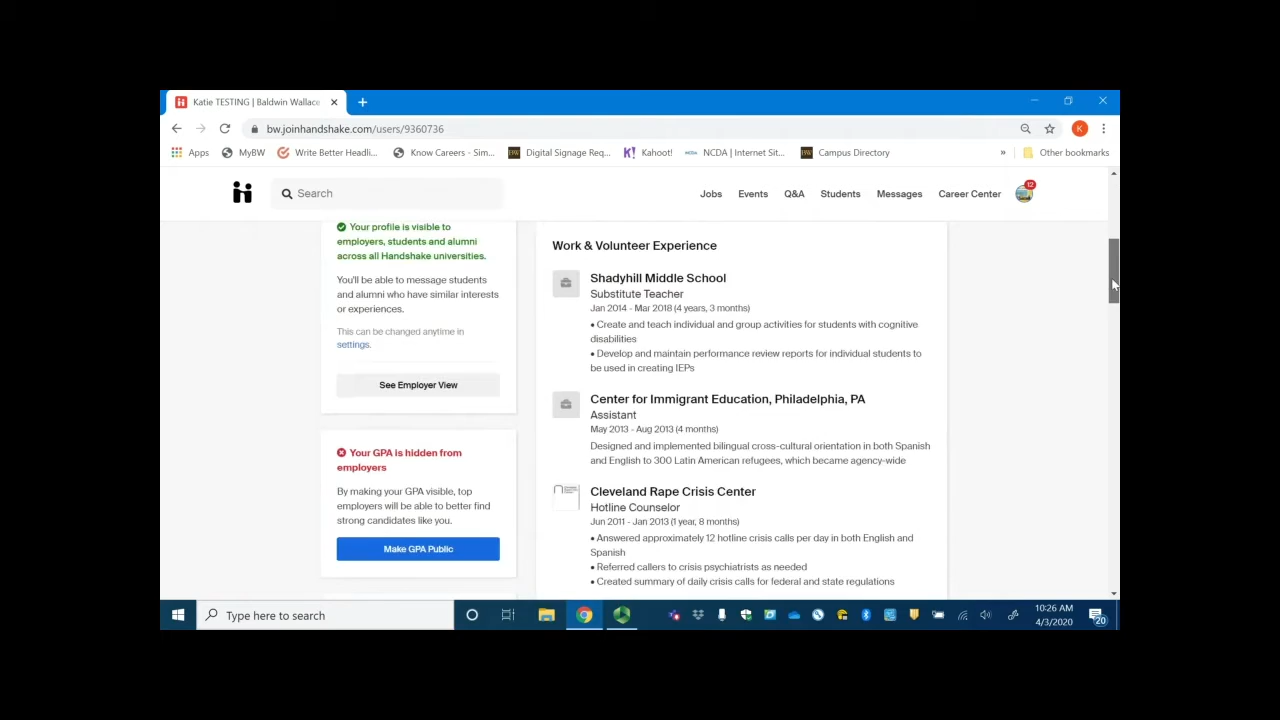 Katie TESTING | Baldwin Wallace
bw.joinhandshake.com/users/9360736
K
Apps
MyBW
Write Better Headli...
Know Careers - Sim...
Digital Signage Req...
Kahoot!
NCDA | Internet Sit...
Campus Directory
»
Other bookmarks
Search
Jobs
Events
Q&A
Students
Messages
Career Center
12
Your profile is visible to
employers, students and alumni
across all Handshake universities.
You'll be able to message students
and alumni who have similar interests
or experiences.
This can be changed anytime in
settings.
See Employer View
Your GPA is hidden from
employers
By making your GPA visible, top
employers will be able to better find
strong candidates like you.
Make GPA Public
Work & Volunteer Experience
Shadyhill Middle School
Substitute Teacher
Jan 2014 - Mar 2018 (4 years, 3 months)
• Create and teach individual and group activities for students with cognitive
disabilities
• Develop and maintain performance review reports for individual students to
be used in creating IEPs
Center for Immigrant Education, Philadelphia, PA
Assistant
May 2013 - Aug 2013 (4 months)
Designed and implemented bilingual cross-cultural orientation in both Spanish
and English to 300 Latin American refugees, which became agency-wide
Cleveland Rape Crisis Center
Hotline Counselor
Jun 2011 - Jan 2013 (1 year, 8 months)
• Answered approximately 12 hotline crisis calls per day in both English and
Spanish
• Referred callers to crisis psychiatrists as needed
• Created summary of daily crisis calls for federal and state regulations
Type here to search
10:26 AM
4/3/2020
20